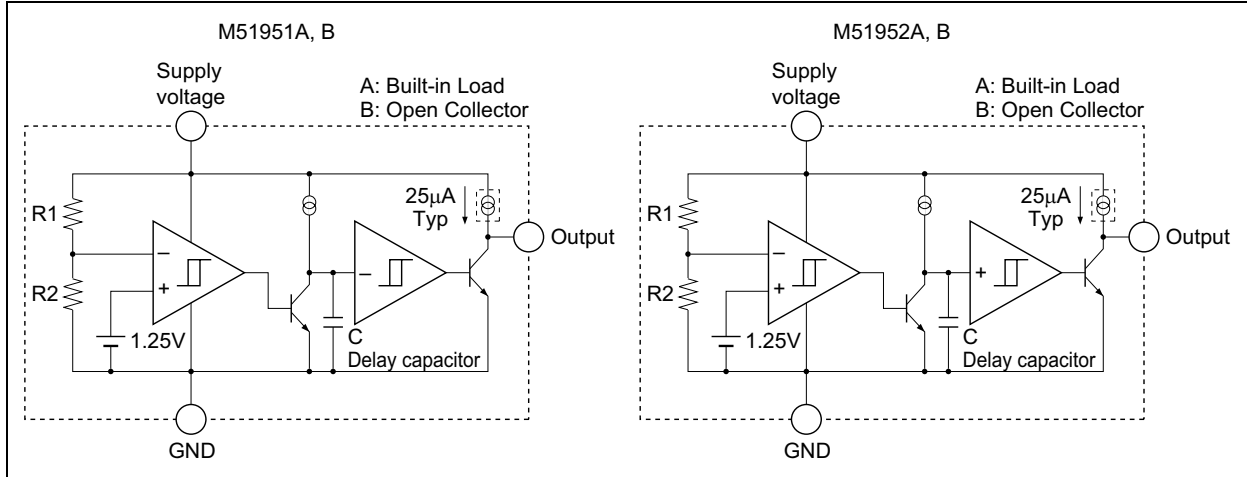 M51951A, B
Supply
voltage
A: Built-in Load
B: Open Collector
25μA
Typ
R1
Output
−
+
−
R2
1.25V
C
Delay capacitor
GND
M51952A, B
Supply
voltage
A: Built-in Load
B: Open Collector
25μA
Typ
R1
Output
−
+
+
R2
1.25V
C
Delay capacitor
GND